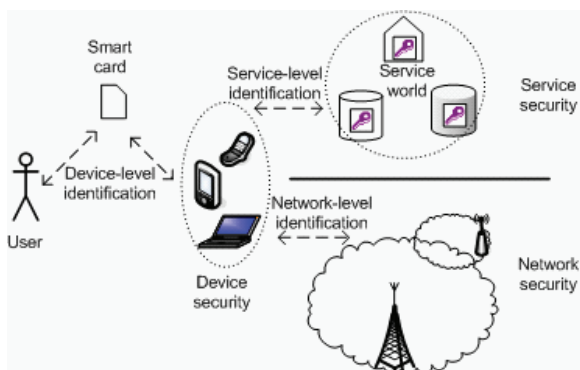 Smart
card
Service-level
identification
Service
world
Service
security
Device-level
identification
User
Network-level
identification
Device
security
Network
security